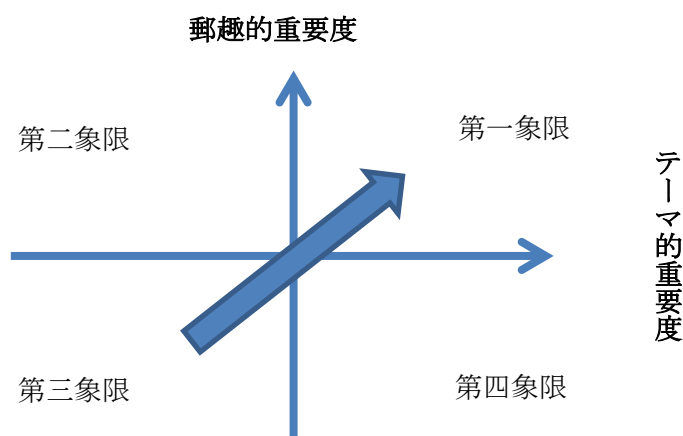 郵趣的重要度
第二象限
第一象限
テーマ的重要度
第三象限
第四象限